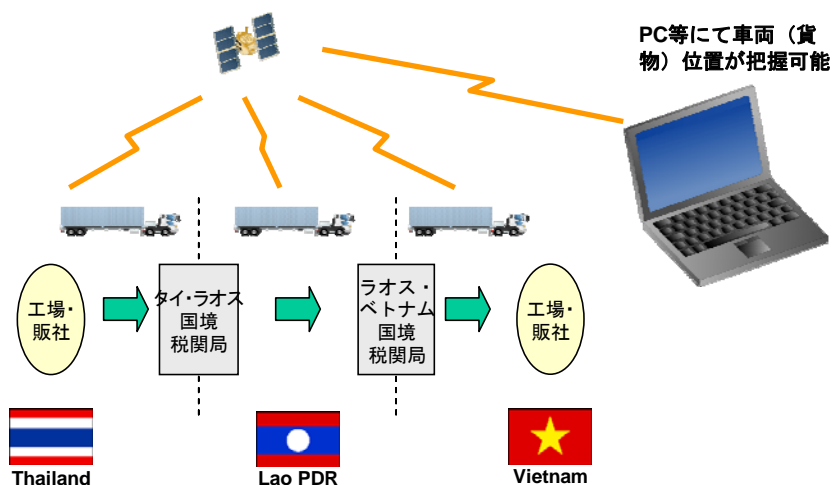 PC等にて車両（貨
物）位置が把握可能
工場・
販社
タイ・ラオス
国境
税関局
ラオス・
ベトナム
国境
税関局
工場・
販社
Thailand
Lao PDR
Vietnam